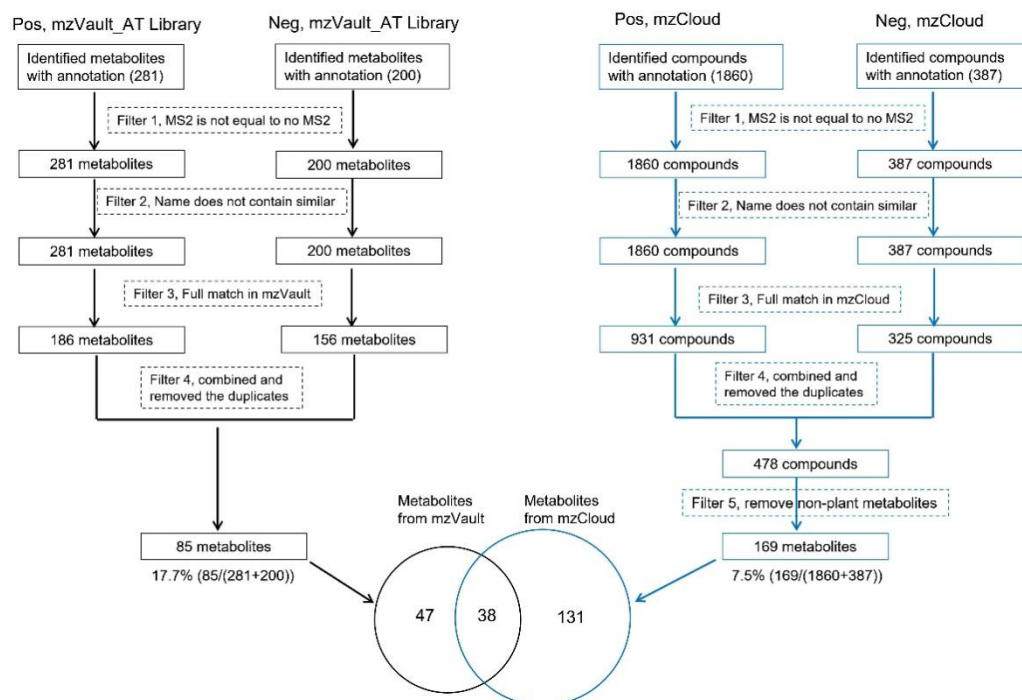 Pos, mzVault_AT Library
Neg, mzVault_AT Library
Pos, mzCloud
Neg, mzCloud
Identified metabolites
with annotation (281)
Identified metabolites
with annotation (200)
Identified compounds
with annotation (1860)
Identified compounds
with annotation (387)
Filter 1, MS2 is not equal to no MS2
Filter 1, MS2 is not equal to no MS2
281 metabolites
200 metabolites
1860 compounds
387 compounds
Filter 2, Name does not contain similar
Filter 2, Name does not contain similar
281 metabolites
200 metabolites
1860 compounds
387 compounds
Filter 3, Full match in mzVault
Filter 3, Full match in mzCloud
186 metabolites
156 metabolites
931 compounds
325 compounds
Filter 4, combined and
removed the duplicates
Filter 4, combined and
removed the duplicates
478 compounds
Filter 5, remove non-plant metabolites
Metabolites
from mzVault
Metabolites
from mzCloud
85 metabolites
169 metabolites
17.7% (85/(281+200))
7.5% (169/(1860+387))
47
38
131